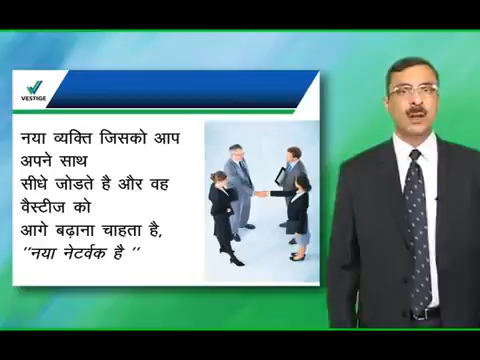 VESTIGE
नया व्यक्ति जिसको आप
अपने साथ
सीधे जोडते है और वह
वैस्टीज को
आगे बढ़ाना चाहता है,
"नया नेटर्वक है "